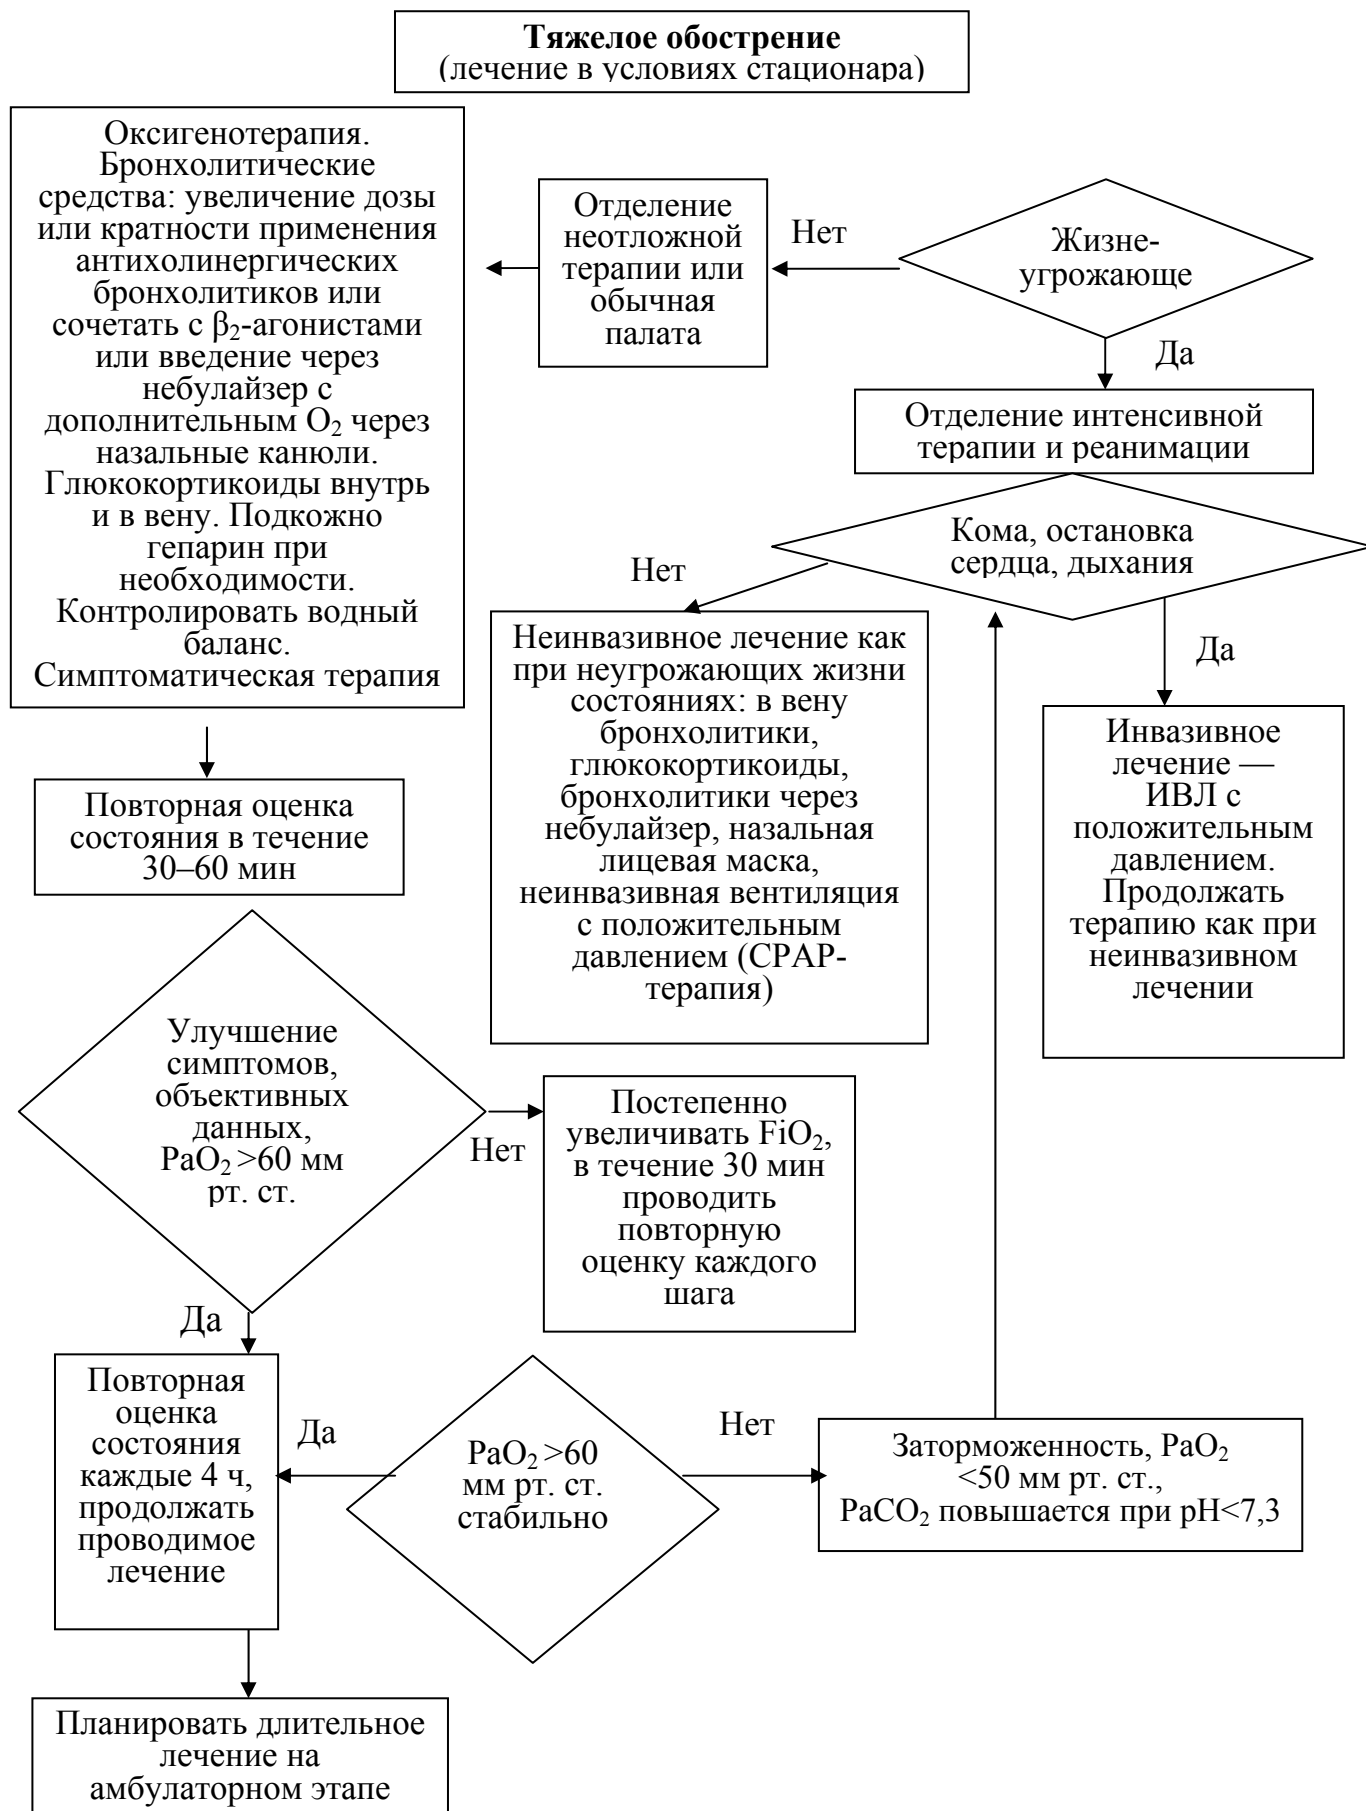 Тяжелое обострение
(лечение в условиях стационара)
Оксигенотерапия.
Бронхолитические
средства: увеличение дозы
или кратности применения
антихолинергических
бронхолитиков или
сочетать с β₂-агонистами
или введение через
небулайзер с
дополнительным O₂ через
назальные канюли.
Глюкокортикоиды внутрь
и в вену. Подкожно
гепарин при
необходимости.
Контролировать водный
баланс.
Симптоматическая терапия
Отделение
неотложной
терапии или
обычная
палата
Нет
Жизне-
угрожающе
Да
Отделение интенсивной
терапии и реанимации
Кома, остановка
сердца, дыхания
Нет
Да
Неинвазивное лечение как
при неугрожающих жизни
состояниях: в вену
бронхолитики,
глюкокортикоиды,
бронхолитики через
небулайзер, назальная
лицевая маска,
неинвазивная вентиляция
с положительным
давлением (СРАР-
терапия)
Инвазивное
лечение —
ИВЛ с
положительным
давлением.
Продолжать
терапию как при
неинвазивном
лечении
Повторная оценка
состояния в течение
30–60 мин
Улучшение
симптомов,
объективных
данных,
PaO₂ >60 мм
рт. ст.
Нет
Постепенно
увеличивать FiO₂,
в течение 30 мин
проводить
повторную
оценку каждого
шага
Да
Повторная
оценка
состояния
каждые 4 ч,
продолжать
проводимое
лечение
Да
PaO₂ >60
мм рт. ст.
стабильно
Нет
Заторможенность, PaO₂
<50 мм рт. ст.,
PaCO₂ повышается при pH<7,3
Планировать длительное
лечение на
амбулаторном этапе